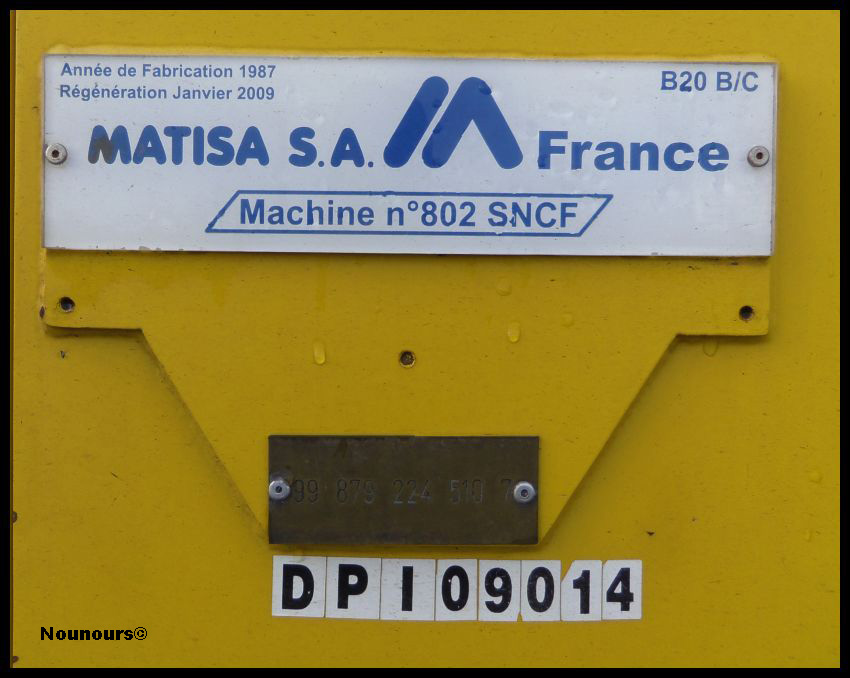 Année de Fabrication 1987
B20 B/C
Régénération Janvier 2009
MATISA S.A. France
Machine n°802 SNCF
99 879 224 510 7
DPI09014
Nounours©